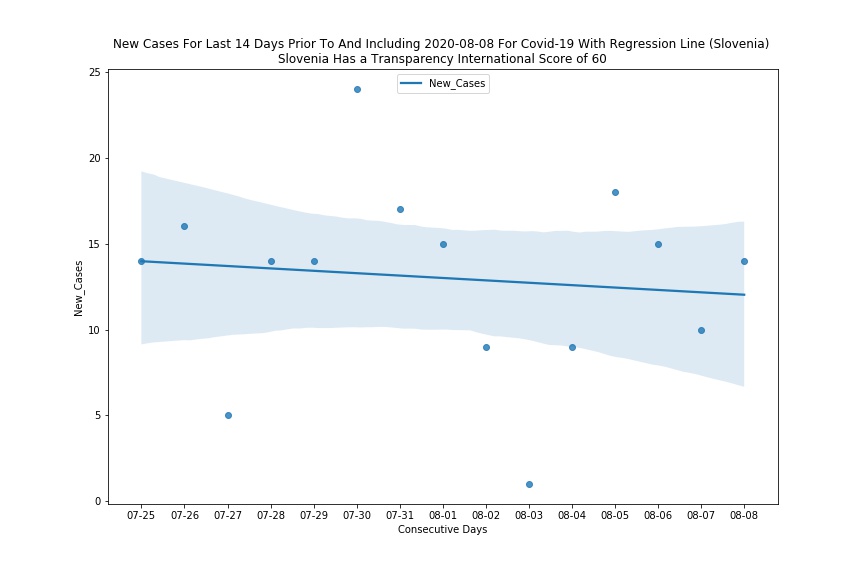 New Cases For Last 14 Days Prior To And Including 2020-08-08 For Covid-19 With Regression Line (Slovenia)
Slovenia Has a Transparency International Score of 60
New_Cases
25
20
15
10
5
0
New_Cases
07-25 07-26 07-27 07-28 07-29 07-30 07-31 08-01 08-02 08-03 08-04 08-05 08-06 08-07 08-08
Consecutive Days